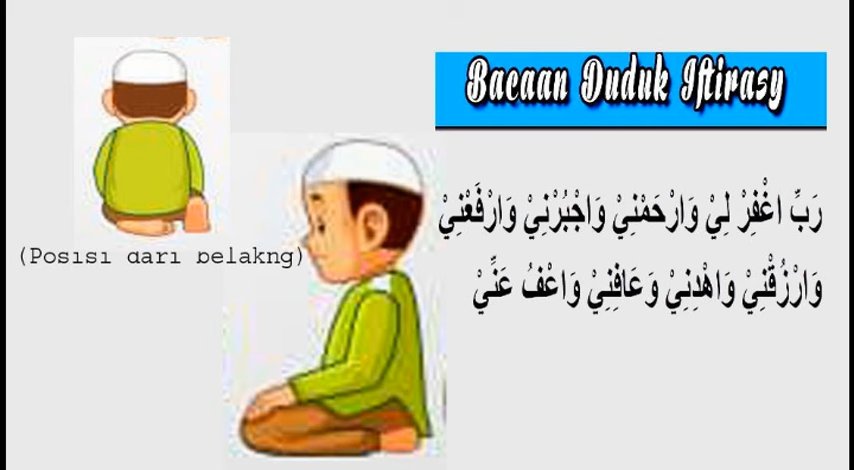 Bacaan Duduk Iftirasy
رَبِّ اغْفِرْ لِيْ وَارْحَمْنِيْ وَاجْبُرْنِيْ وَارْفَعْنِيْ
وَارْزُقْنِيْ وَاهْدِنِيْ وَعَافِنِيْ وَاعْفُ عَنِّيْ
(Posisi dari belakng)